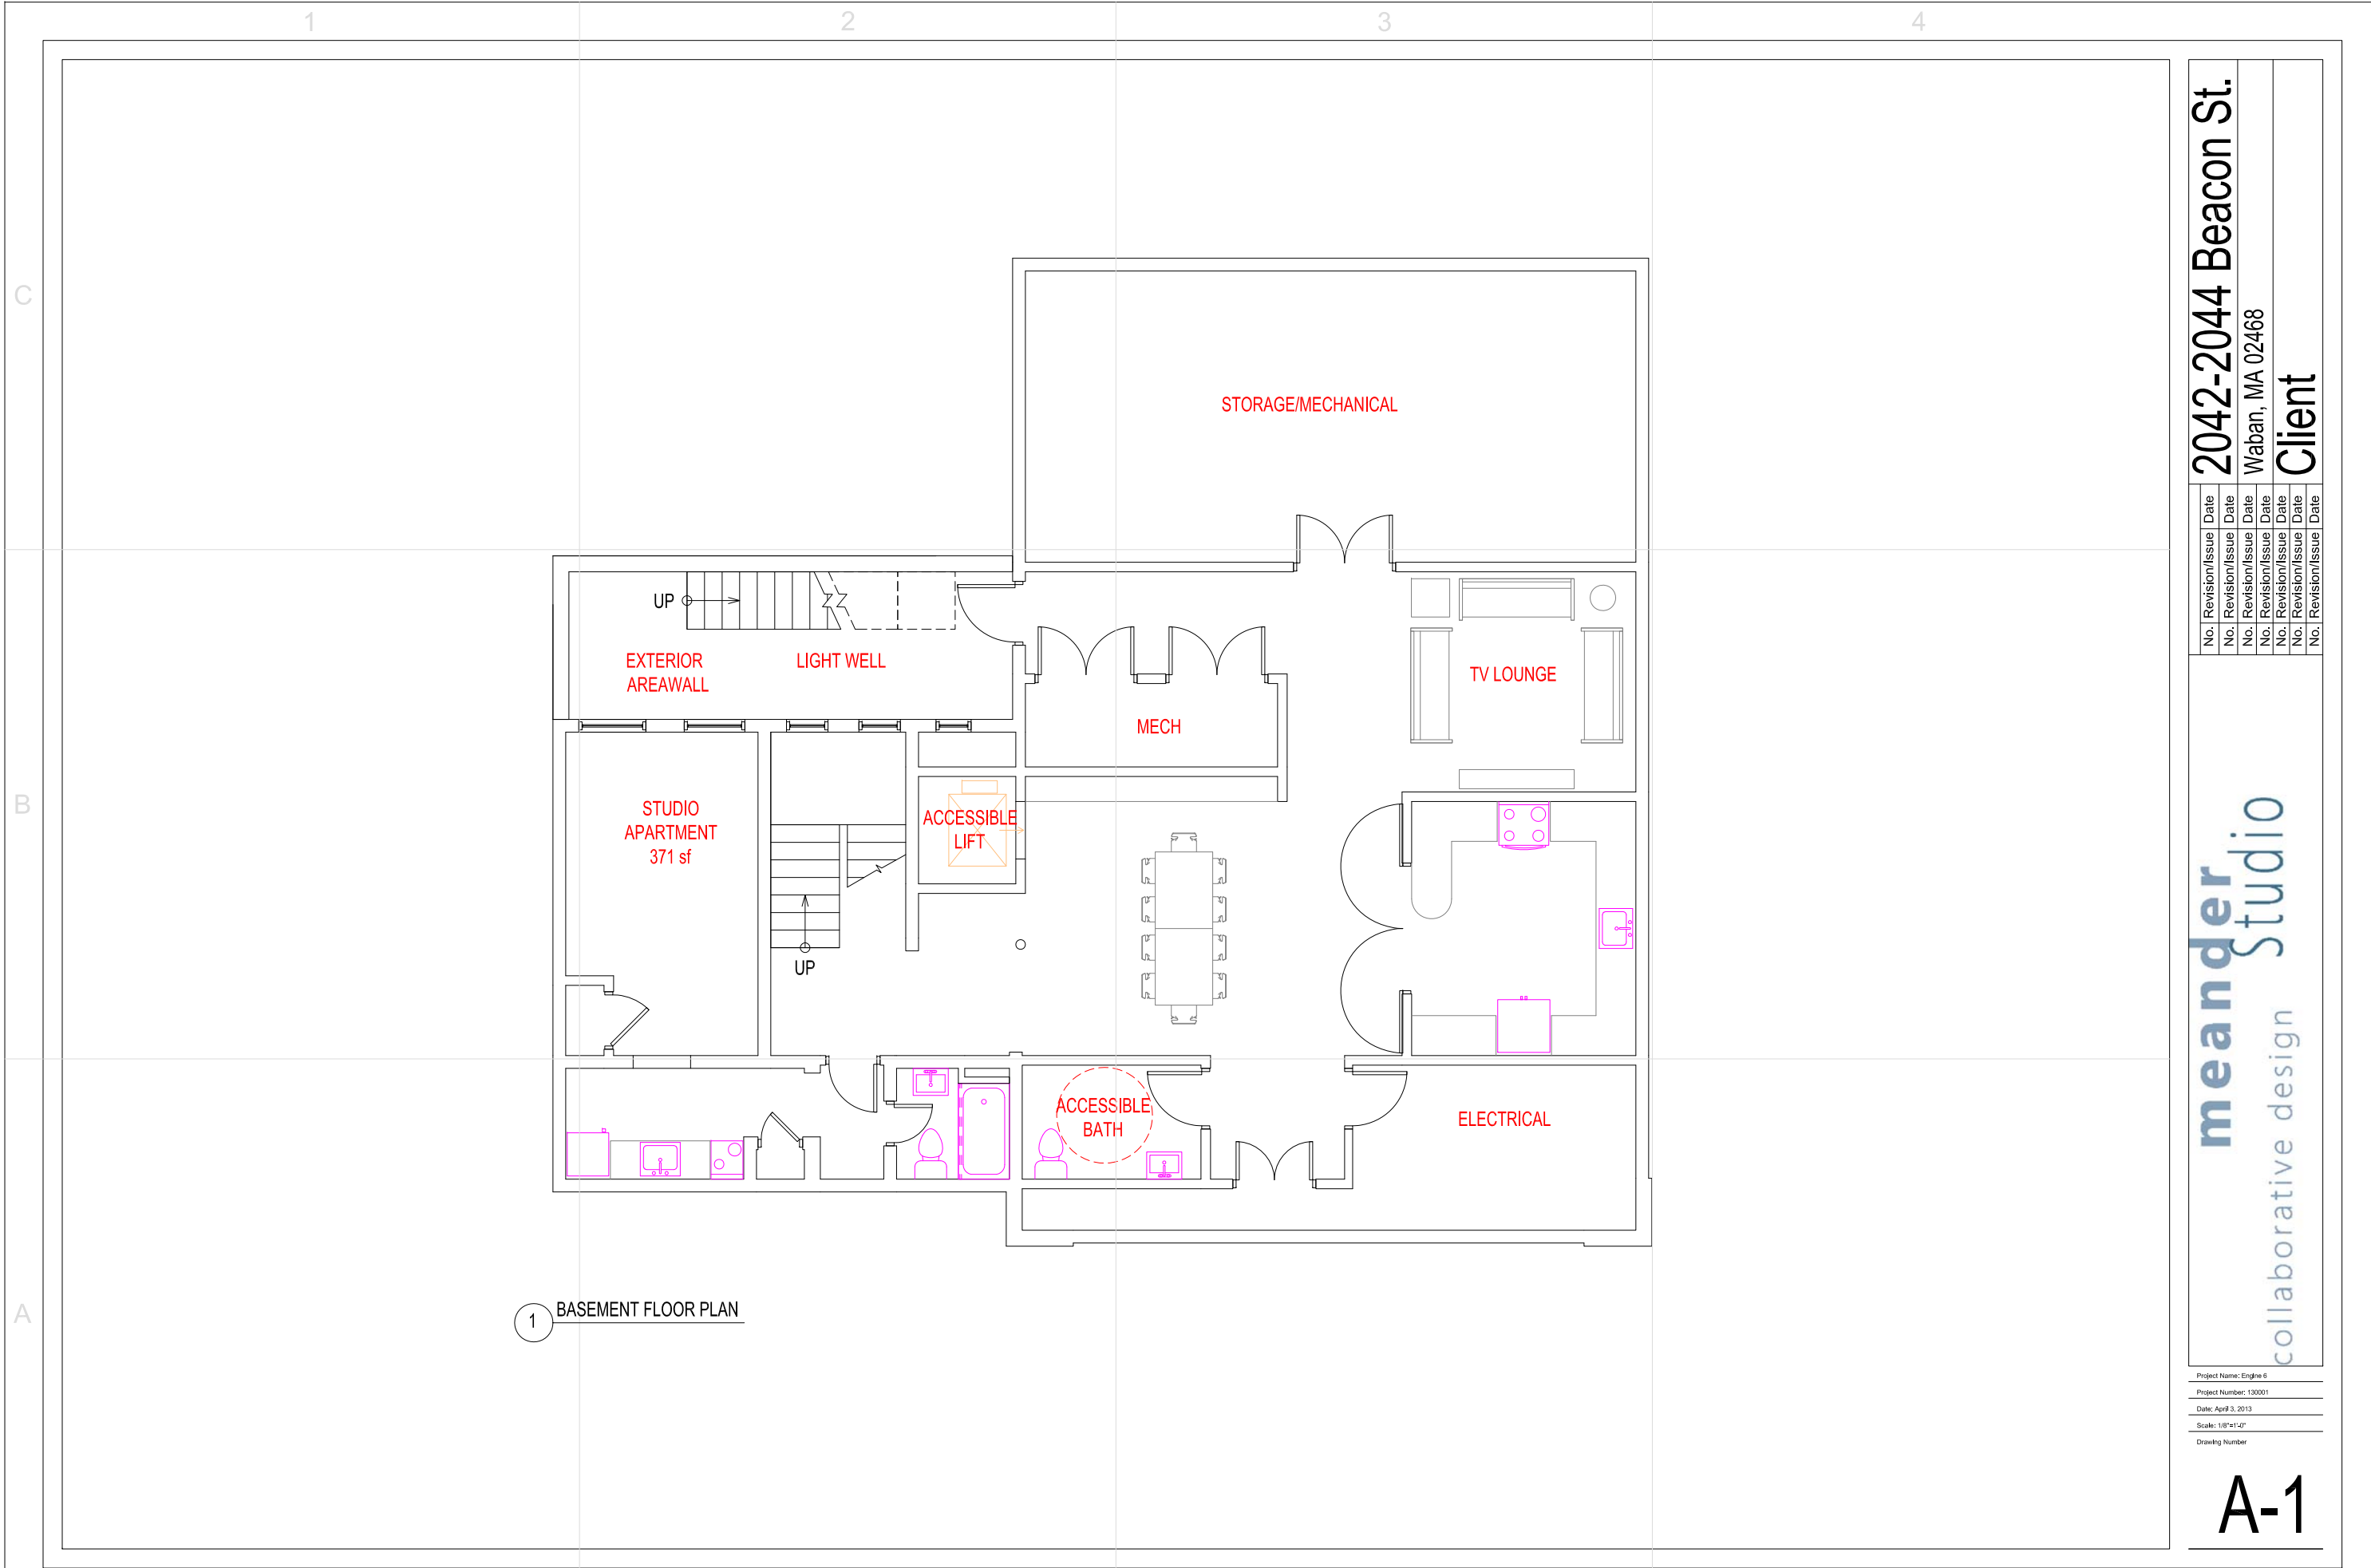 1
2
3
4
C
B
A
STORAGE/MECHANICAL
UP
EXTERIOR
AREAWALL
LIGHT WELL
MECH
TV LOUNGE
STUDIO
APARTMENT
371 sf
ACCESSIBLE
LIFT
UP
ACCESSIBLE
BATH
ELECTRICAL
1
BASEMENT FLOOR PLAN
2042-2044 Beacon St.
Waban, MA 02468
Client
No. Revision/Issue Date
No. Revision/Issue Date
No. Revision/Issue Date
No. Revision/Issue Date
No. Revision/Issue Date
No. Revision/Issue Date
No. Revision/Issue Date
meander
Studio
collaborative design
Project Name: Engine 6
Project Number: 130001
Date: April 3, 2013
Scale: 1/8"=1'-0"
Drawing Number
A-1